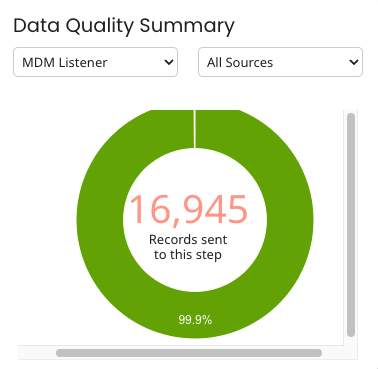 Data Quality Summary
MDM Listener
All Sources
16,945
Records sent
to this step
99.9%